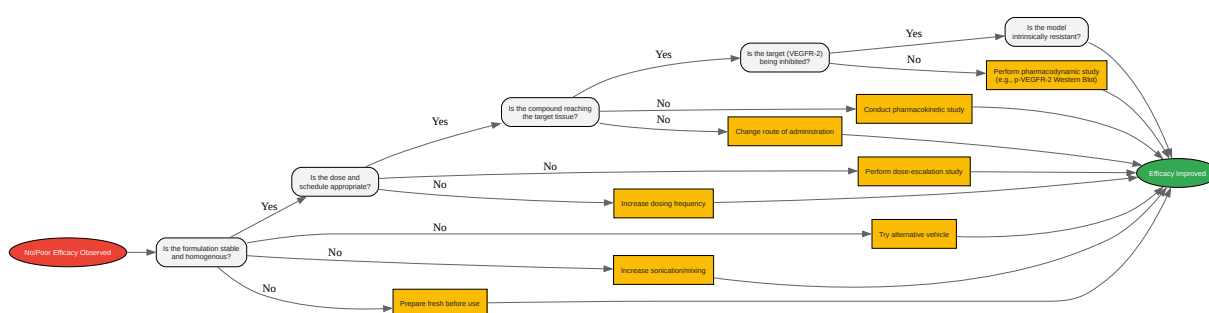 Is the model
intrinsically resistant?
Yes
Is the target (VEGFR-2)
being inhibited?
Yes
No
Perform pharmacodynamic study
(e.g., p-VEGFR-2 Western Blot)
Is the compound reaching
the target tissue?
No
Conduct pharmacokinetic study
Yes
No
Change route of administration
Is the dose and
schedule appropriate?
No
Perform dose-escalation study
Efficacy Improved
No
Increase dosing frequency
Yes
No
Try alternative vehicle
No/Poor Efficacy Observed
Is the formulation stable
and homogenous?
No
Increase sonication/mixing
No
Prepare fresh before use